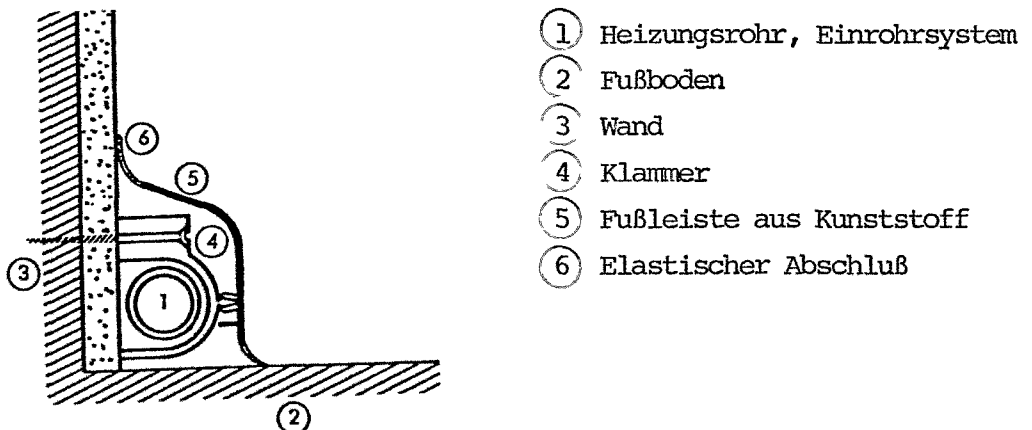 6
5
4
3
1
2
1 Heizungsrohr, Einrohrsystem
2 Fußboden
3 Wand
4 Klammer
5 Fußleiste aus Kunststoff
6 Elastischer Abschluß